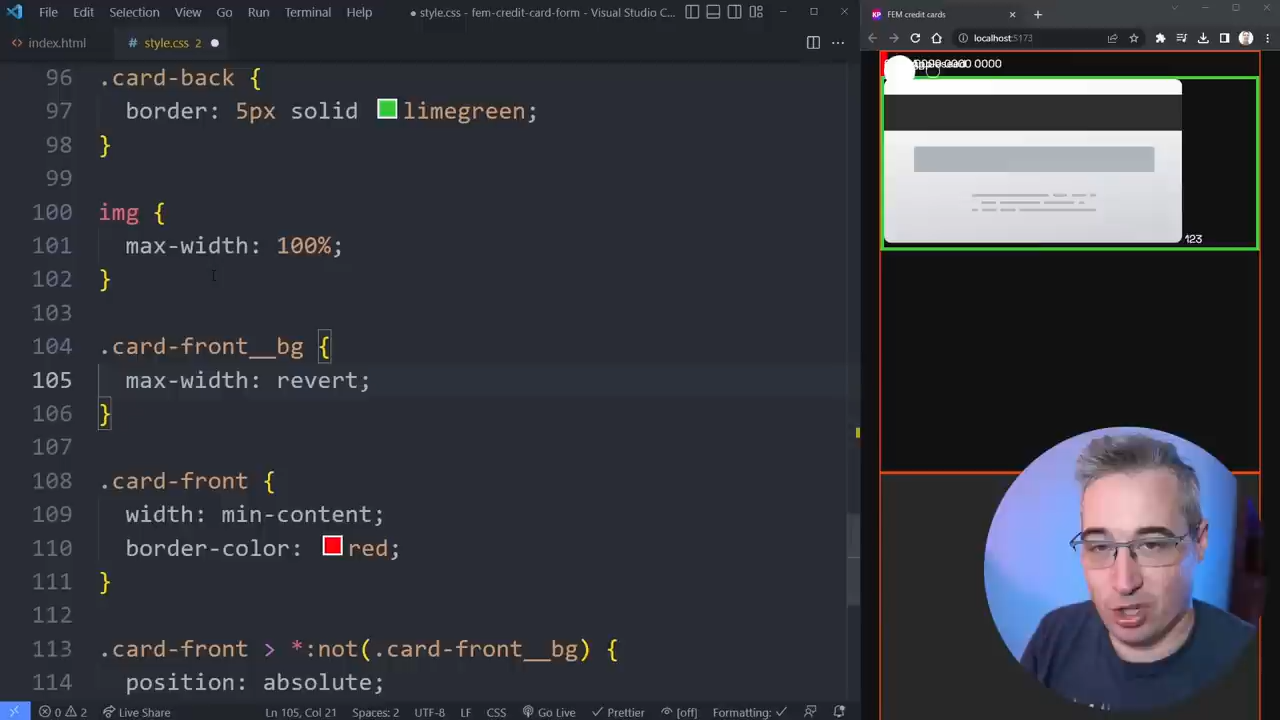 File Edit Selection View Go Run Terminal Help
● style.css - fem-credit-card-form - Visual Studio C...
FEM credit cards
index.html
style.css 2
localhost:5173
96 .card-back {
97 border: 5px solid limegreen;
98 }
99
100 img {
101 max-width: 100%;
102 }
103
104 .card-front__bg {
105 max-width: revert;
106 }
107
108 .card-front {
109 width: min-content;
110 border-color: red;
111 }
112
113 .card-front > *:not(.card-front__bg) {
114 position: absolute;
0000 0000
123
0 2 Live Share Ln 105, Col 21 Spaces: 2 UTF-8 LF CSS Go Live Prettier [off] Formatting: